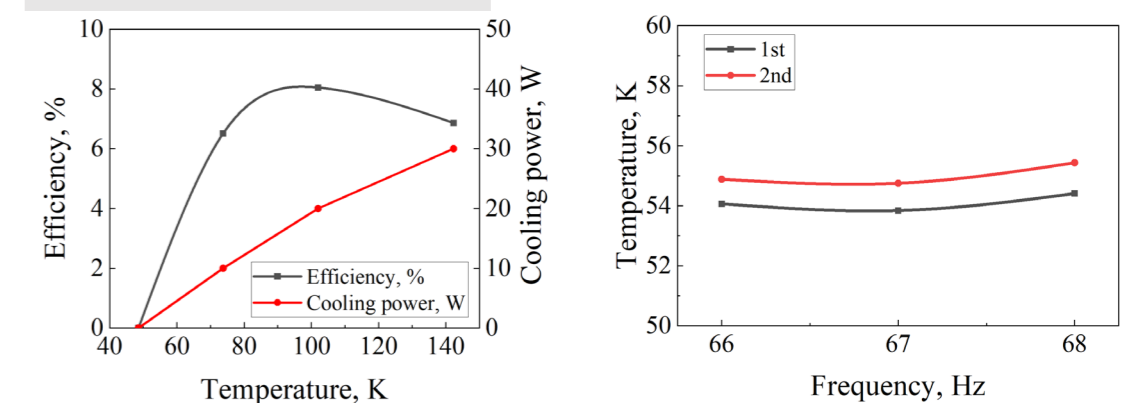 10
8
6
4
2
0
Efficiency, %
50
40
30
20
10
0
Cooling power, W
Efficiency, %
Cooling power, W
40 60 80 100 120 140
Temperature, K
60
58
56
54
52
50
Temperature, K
1st
2nd
66 67 68
Frequency, Hz